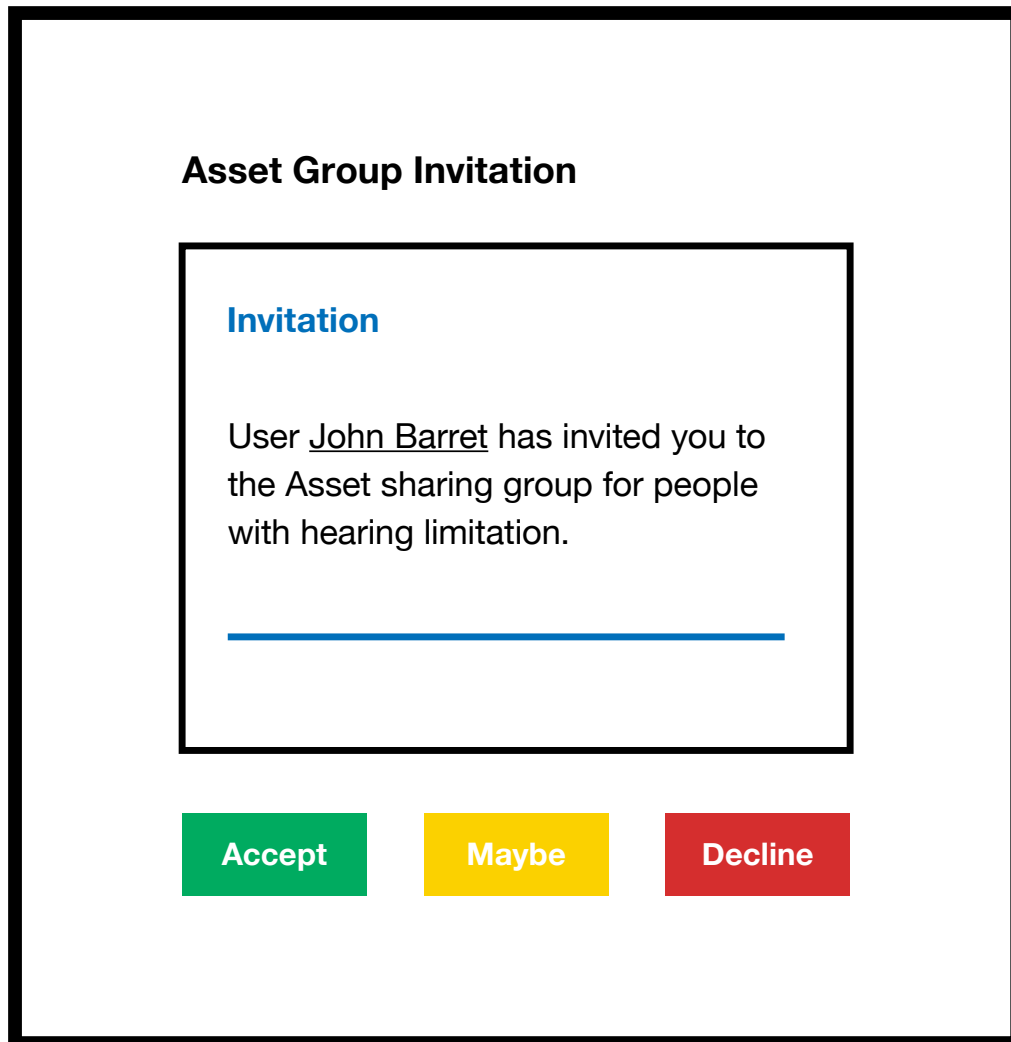 Asset Group Invitation
Invitation
User John Barret has invited you to
the Asset sharing group for people
with hearing limitation.
Accept
Maybe
Decline